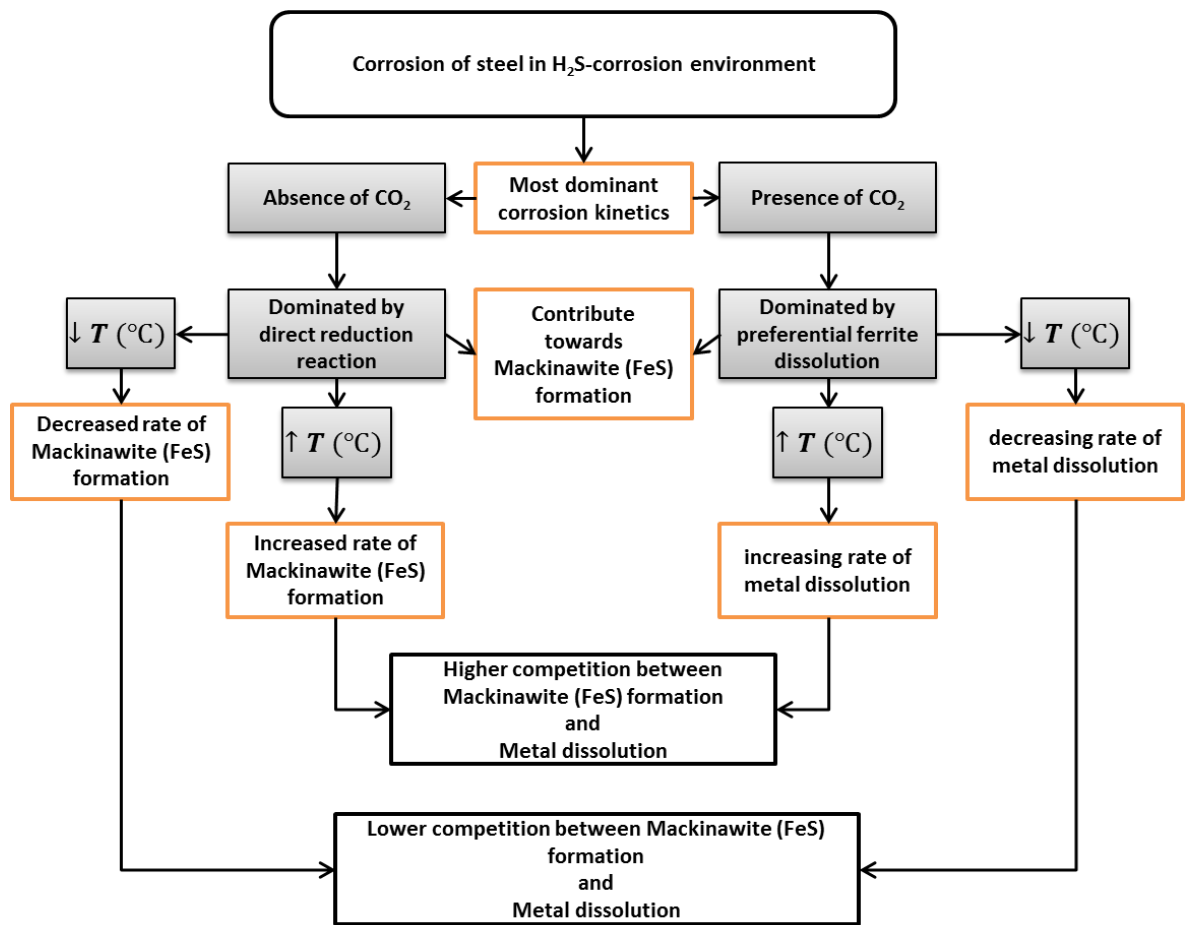 Corrosion of steel in H₂S-corrosion environment
Absence of CO₂
Most dominant
corrosion kinetics
Presence of CO₂
Dominated by
direct reduction
reaction
Contribute
towards
Mackinawite (FeS)
formation
Dominated by
preferential ferrite
dissolution
↓ T (°C)
↓ T (°C)
Decreased rate of
Mackinawite (FeS)
formation
↑ T (°C)
↑ T (°C)
decreasing rate of
metal dissolution
Increased rate of
Mackinawite (FeS)
formation
increasing rate of
metal dissolution
Higher competition between
Mackinawite (FeS) formation
and
Metal dissolution
Lower competition between Mackinawite (FeS)
formation
and
Metal dissolution